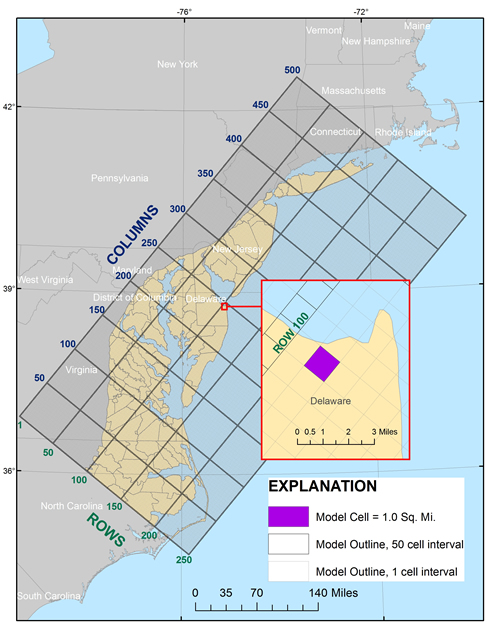 -76°
-72°
Maine
Vermont
New Hampshire
New York
500
42°
450
Massachusetts
400
Connecticut
Rhode Island
350
Pennsylvania
300
COLUMNS
250
New Jersey
200
Maryland
West Virginia
39°
District of Columbia
Delaware
150
ROW 100
100
Virginia
50
Delaware
1
0 0.5 1 2 3 Miles
50
36°
100
EXPLANATION
North Carolina
150
Model Cell = 1.0 Sq. Mi.
ROWS
200
Model Outline, 50 cell interval
250
Model Outline, 1 cell interval
South Carolina
0 35 70 140 Miles